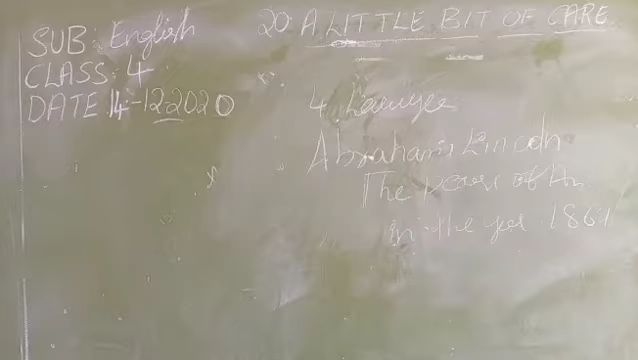 SUB: English
CLASS: 4
DATE 14-12-2020
20. A LITTLE BIT OF CARE
4. Lawyer
Abraham Lincoln
The of
in the year 1861